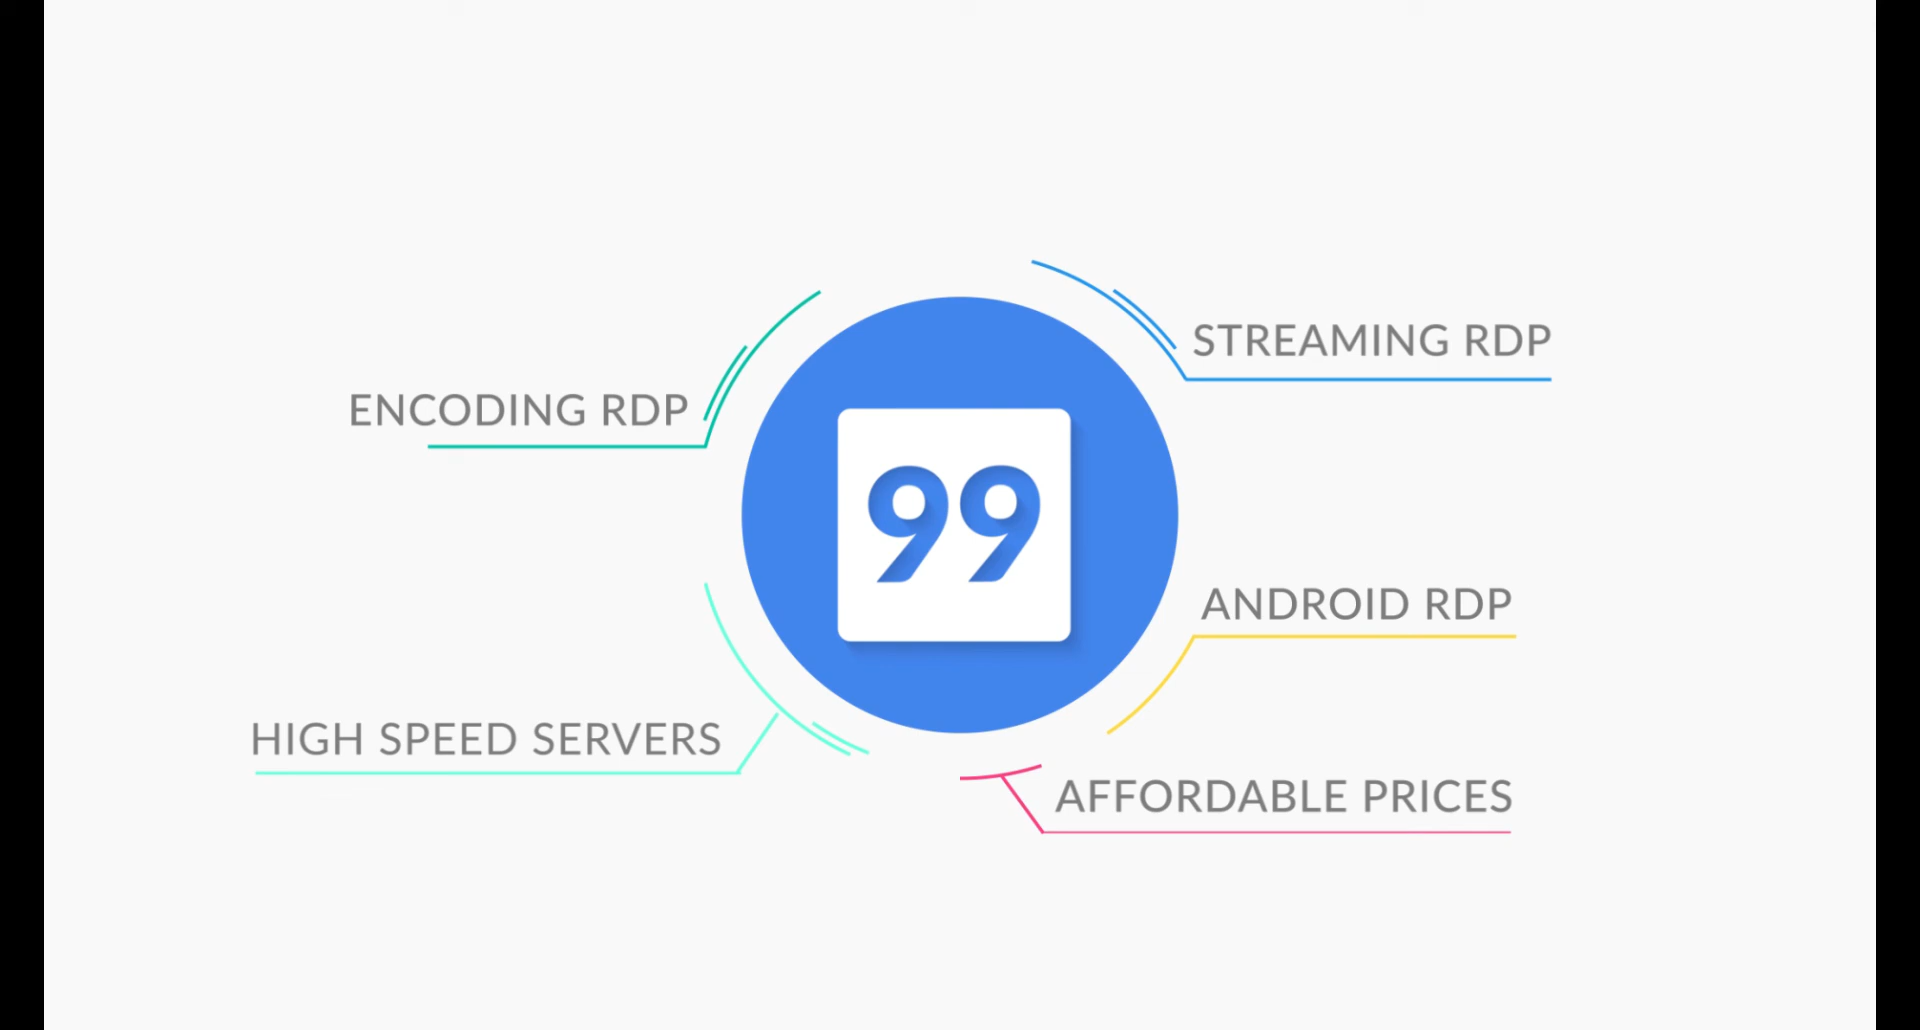 STREAMING RDP
ENCODING RDP
99
ANDROID RDP
HIGH SPEED SERVERS
AFFORDABLE PRICES